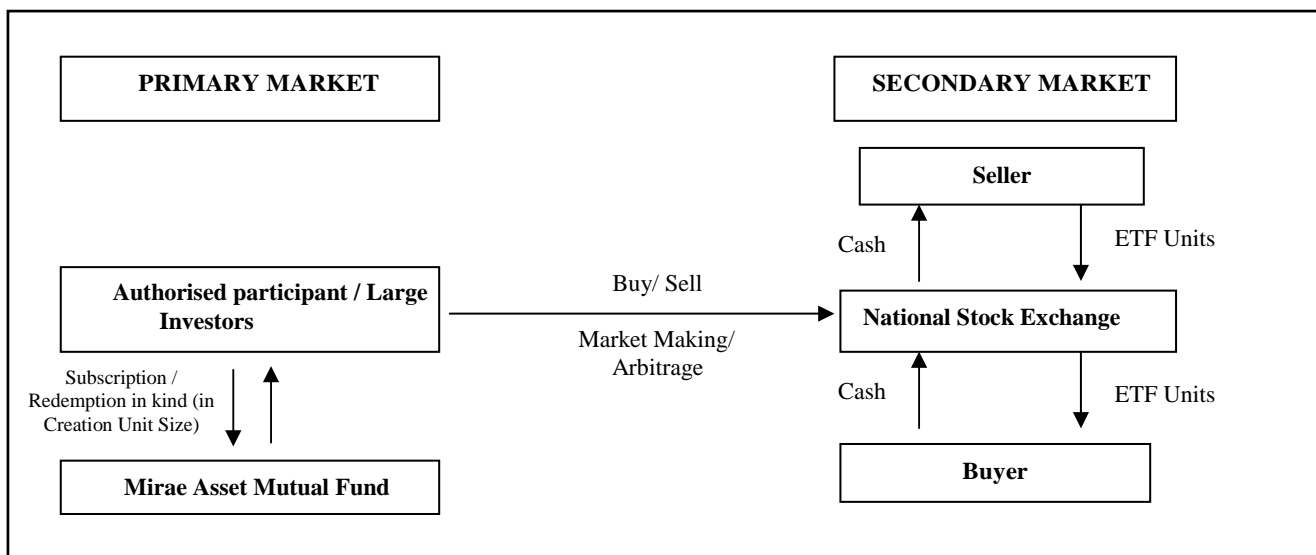 PRIMARY MARKET
SECONDARY MARKET
Seller
Cash
ETF Units
Authorised participant / Large
Investors
Buy/ Sell
Market Making/
Arbitrage
National Stock Exchange
Subscription /
Redemption in kind (in
Creation Unit Size)
Cash
ETF Units
Mirae Asset Mutual Fund
Buyer